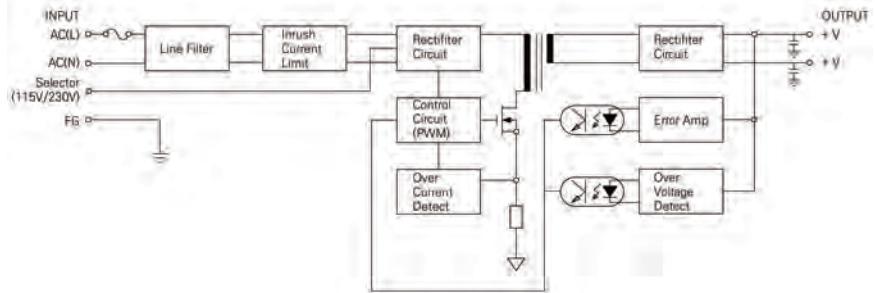 INPUT
OUTPUT
AC(L)
Line Filter
Inrush
Current
Limit
Rectifiter
Circuit
Rectifiter
Circuit
+ V
AC(N)
+ V
Selector
(115V/230V)
Control
Circuit
(PWM)
Error Amp
FG
Over
Current
Detect
Over
Voltage
Detect